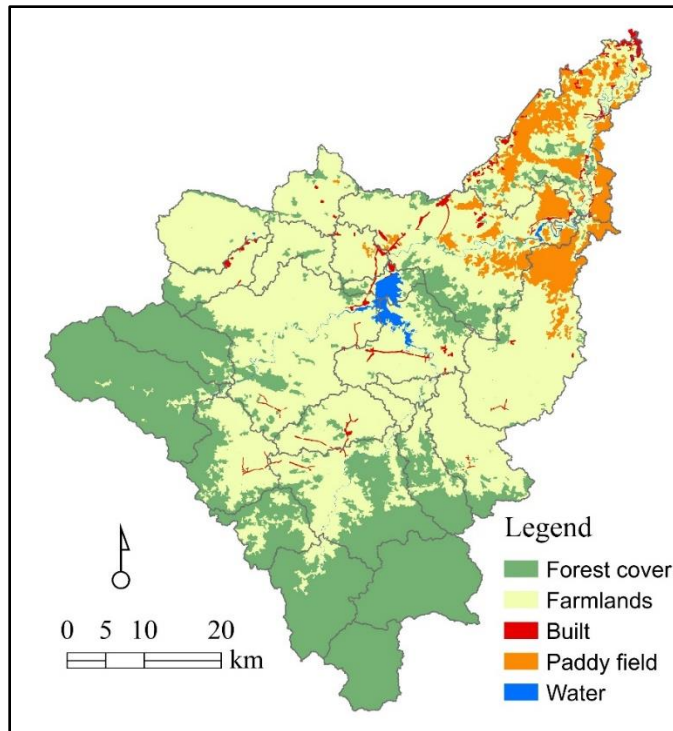 Legend
Forest cover
Farmlands
Built
Paddy field
Water
0 5 10 20
km